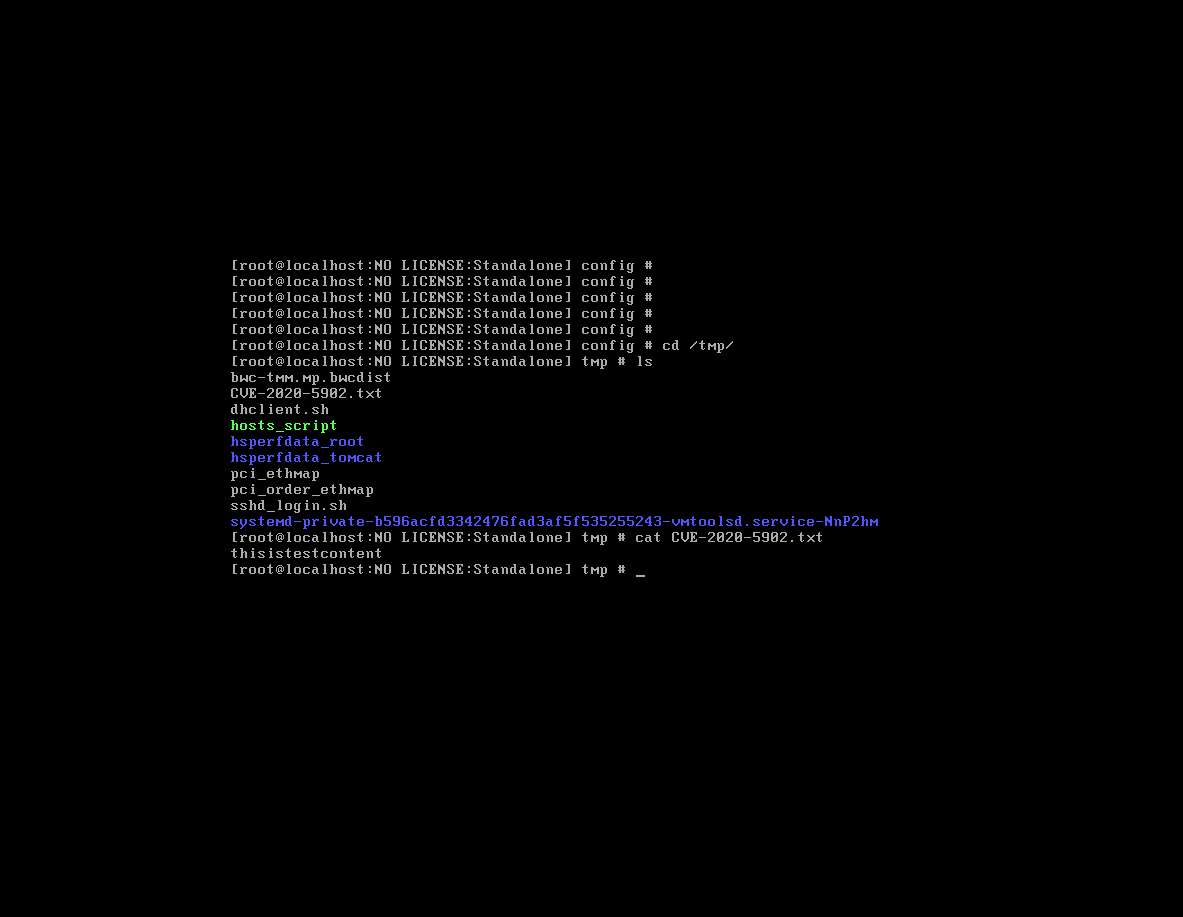 [root@localhost:NO LICENSE:Standalone] config #
[root@localhost:NO LICENSE:Standalone] config #
[root@localhost:NO LICENSE:Standalone] config #
[root@localhost:NO LICENSE:Standalone] config #
[root@localhost:NO LICENSE:Standalone] config #
[root@localhost:NO LICENSE:Standalone] config # cd /tmp/
[root@localhost:NO LICENSE:Standalone] tmp # ls
bwc-tmm.mp.bwcdist
CVE-2020-5902.txt
dhclient.sh
hosts_script
hsperfdata_root
hsperfdata_tomcat
pci_ethmap
pci_order_ethmap
sshd_login.sh
systemd-private-b596acfd3342476fad3af5f535255243-vmtoolsd.service-NnP2hm
[root@localhost:NO LICENSE:Standalone] tmp # cat CVE-2020-5902.txt
thisistestcontent
[root@localhost:NO LICENSE:Standalone] tmp # _